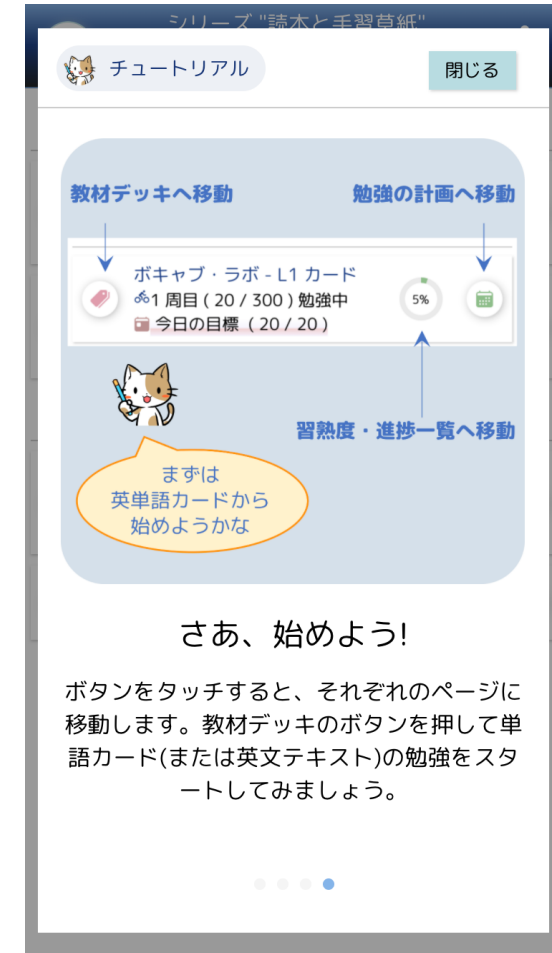 シリーズ "読本と手習草紙"
チュートリアル
閉じる
教材デッキへ移動
勉強の計画へ移動
ボキャブ・ラボ - L1 カード
1 周目 ( 20 / 300 ) 勉強中
5%
今日の目標 ( 20 / 20 )
習熟度・進捗一覧へ移動
まずは
英単語カードから
始めようかな
さあ、始めよう!
ボタンをタッチすると、それぞれのページに
移動します。教材デッキのボタンを押して単
語カード(または英文テキスト)の勉強をスタ
ートしてみましょう。